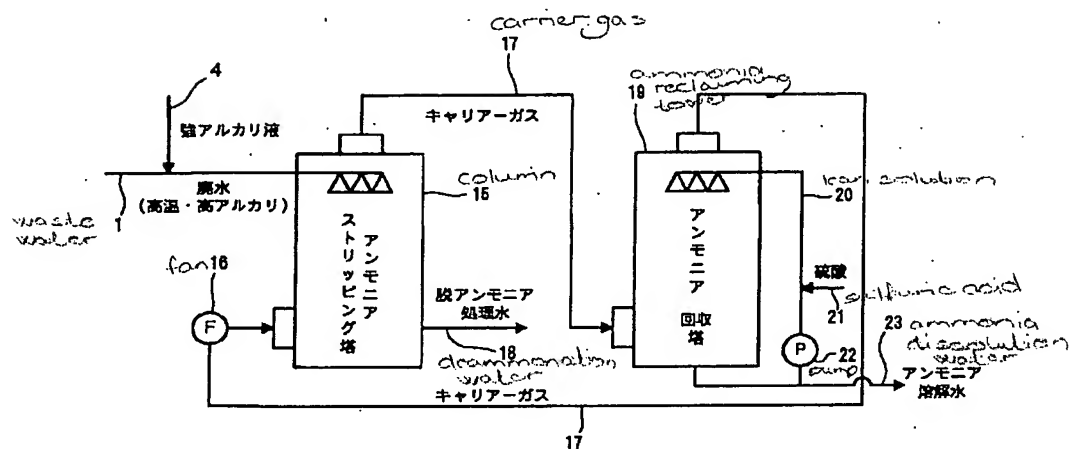 carrier gas
17
ammonia
reclaiming
tower
19
4
キャリアーガス
強アルカリ液
廃水
(高温・高アルカリ)
1
waste
water
column
15
20
solution
アンモニア
ストリッピング塔
アンモニア
回収
塔
fan 16
F
脱アンモニア
処理水
18
deammonation
water
硫酸
sulfuric acid
21
P
22
pump
23
ammonia
dissolution
water
アンモニア
溶解水
キャリアーガス
17